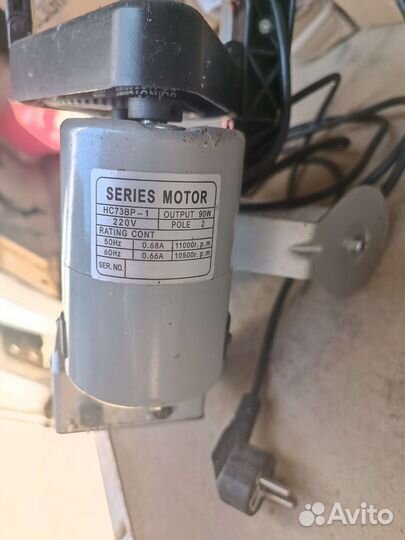 SERIES MOTOR
HC73BP-1 OUTPUT 90W
220V POLE 2
RATING CONT
50Hz 0.68A 11000r.p.m
60Hz 0.66A 10500r.p.m
SER.NO.
Avito